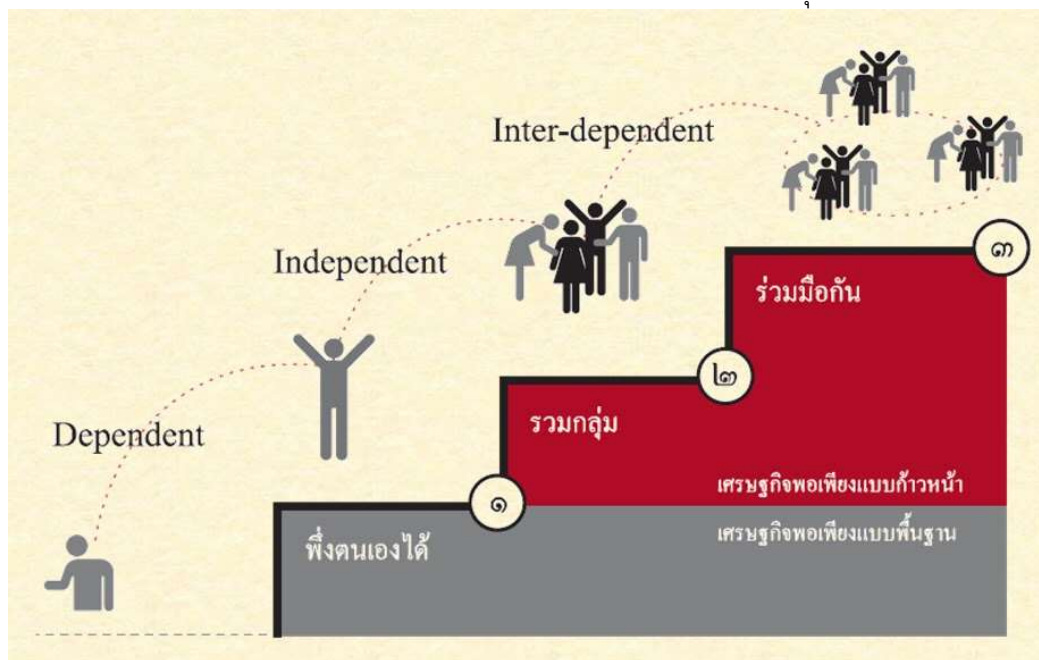 Inter-dependent
Independent
Dependent
๓
ร่วมมือกัน
๒
รวมกลุ่ม
เศรษฐกิจพอเพียงแบบก้าวหน้า
๑
เศรษฐกิจพอเพียงแบบพื้นฐาน
พึ่งตนเองได้